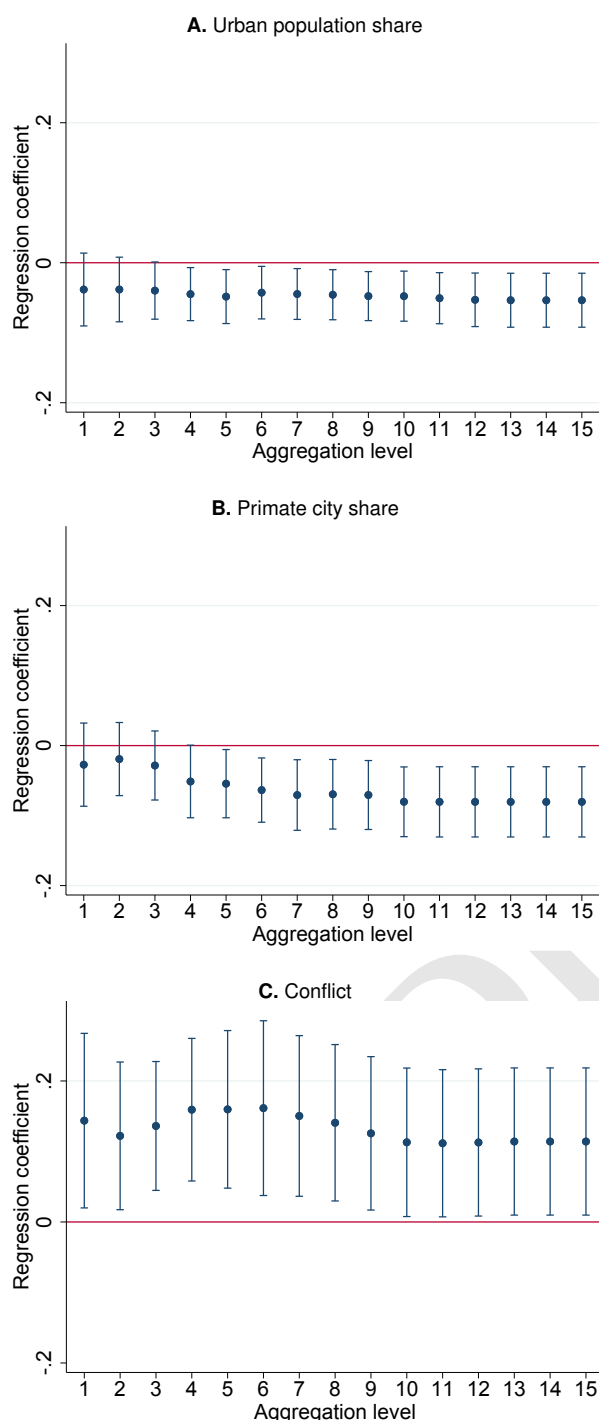 A. Urban population share
Regression coefficient
.2
0
-.2
1 2 3 4 5 6 7 8 9 10 11 12 13 14 15
Aggregation level
B. Primate city share
Regression coefficient
.2
0
-.2
1 2 3 4 5 6 7 8 9 10 11 12 13 14 15
Aggregation level
C. Conflict
Regression coefficient
.2
0
-.2
1 2 3 4 5 6 7 8 9 10 11 12 13 14 15
Aggregation level